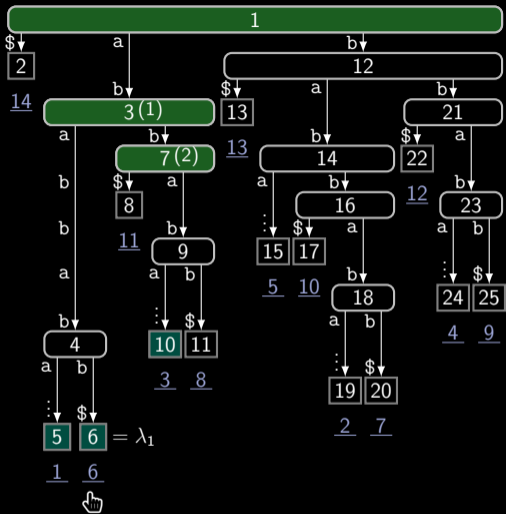 1
$ a b
2 12
14 b $ a b
3 (1) 13 21
a b 13 b $ a
7 (2) 14 22
b $ a a b 12 b
8 16 23
b 11 b $ a a b
9 ⋮ 15 17 ⋮ $
a a b 5 10 b 24 25
b ⋮ $ 18 4 9
4 10 11 a b
a b 3 8 ⋮ $
⋮ $ 19 20
5 6 = λ₁ 2 7
1 6